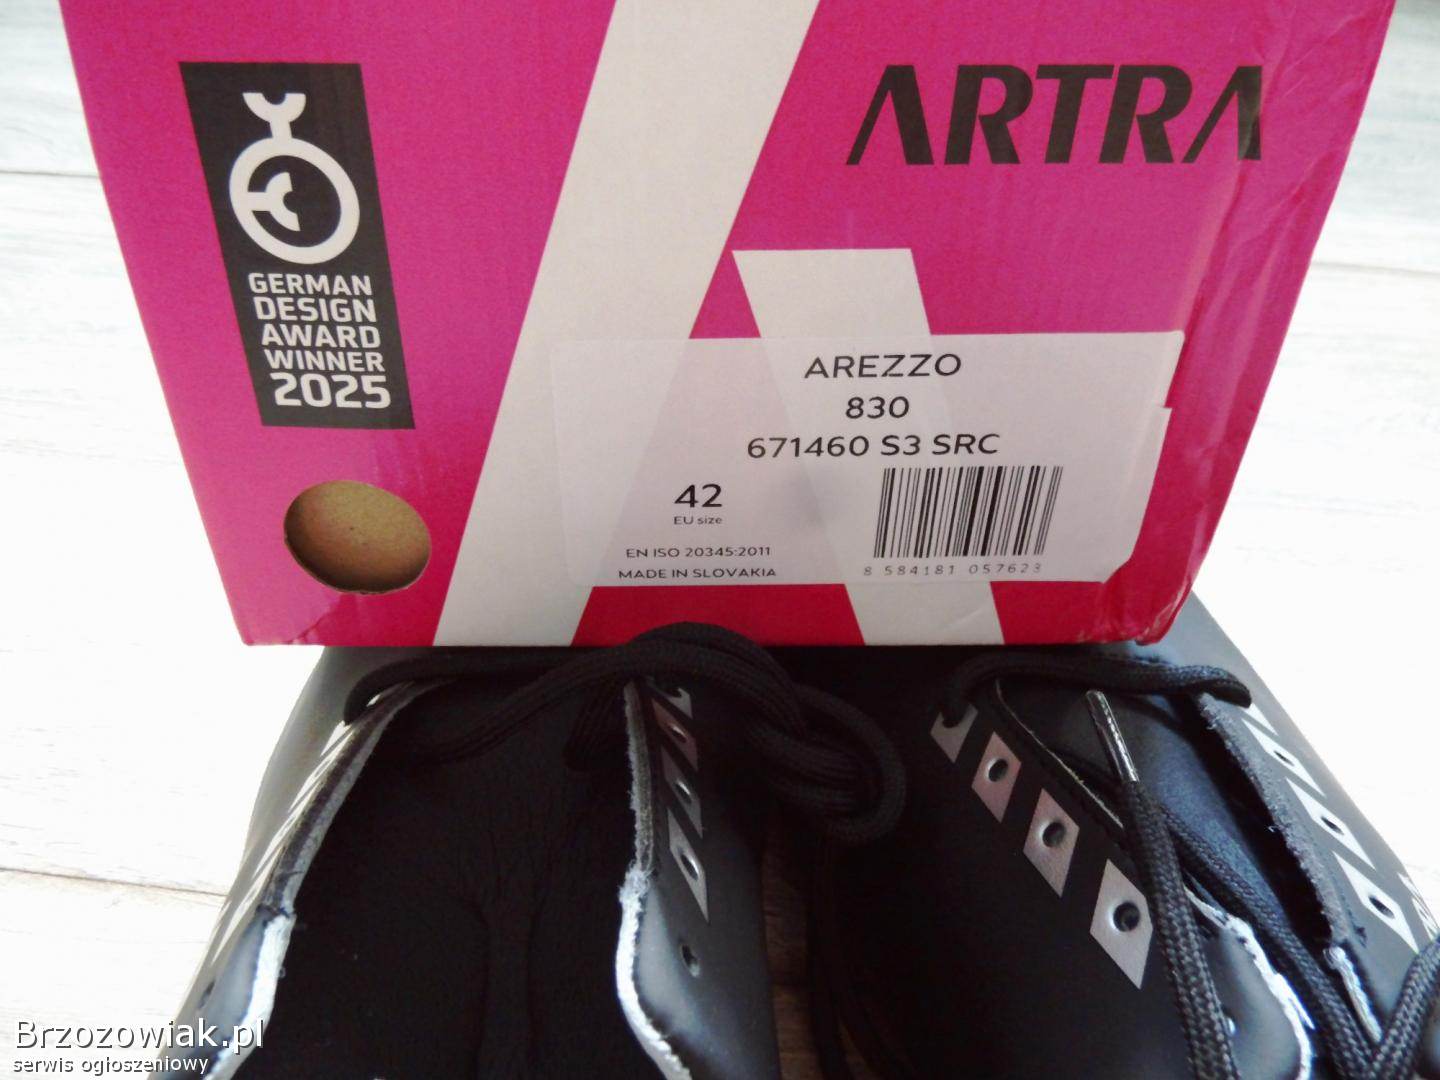 ARTRA
GERMAN
DESIGN
AWARD
WINNER
2025
AREZZO
830
671460 S3 SRC
42
EU size
EN ISO 20345:2011
MADE IN SLOVAKIA
8 584181 057623
Brzozowiak.pl
serwis ogłoszeniowy